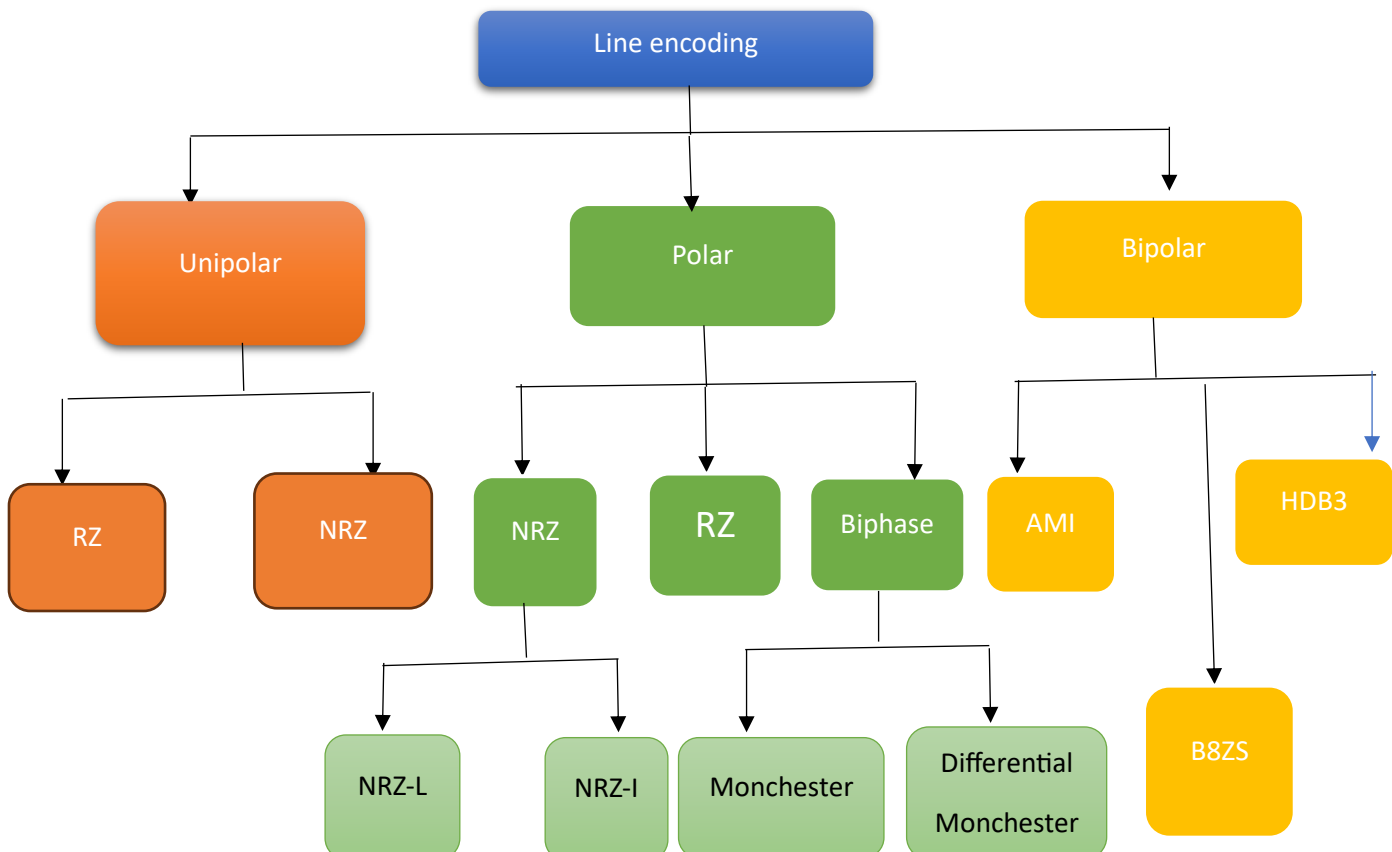 Line encoding
Unipolar
Polar
Bipolar
RZ
NRZ
NRZ
RZ
Biphase
AMI
HDB3
NRZ-L
NRZ-I
Monchester
Differential
Monchester
B8ZS